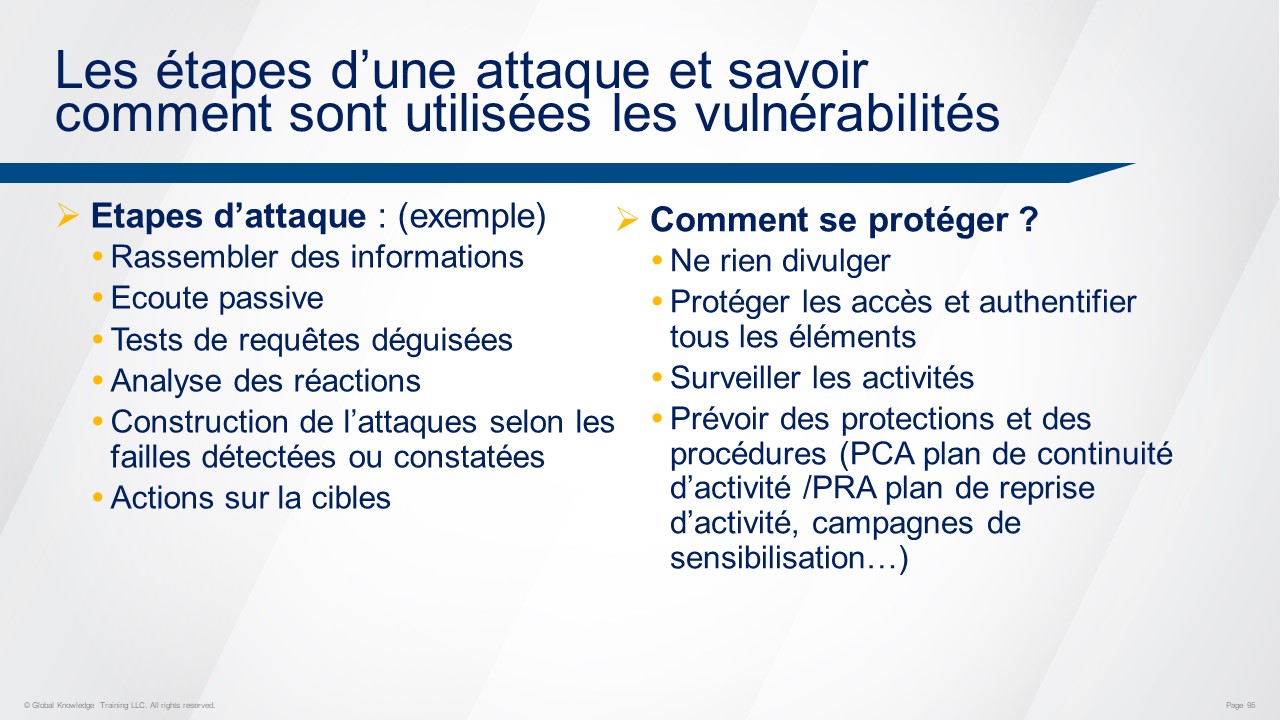 Les étapes d’une attaque et savoir
comment sont utilisées les vulnérabilités
➢ Etapes d’attaque : (exemple)
• Rassembler des informations
• Ecoute passive
• Tests de requêtes déguisées
• Analyse des réactions
• Construction de l’attaques selon les
failles détectées ou constatées
• Actions sur la cibles
➢ Comment se protéger ?
• Ne rien divulger
• Protéger les accès et authentifier
tous les éléments
• Surveiller les activités
• Prévoir des protections et des
procédures (PCA plan de continuité
d’activité /PRA plan de reprise
d’activité, campagnes de
sensibilisation…)
© Global Knowledge Training LLC. All rights reserved.
Page 95